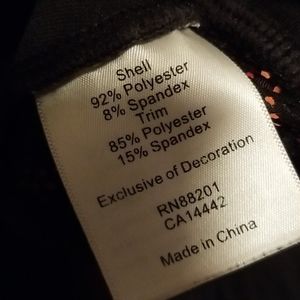 Shell
92% Polyester
8% Spandex
Trim
85% Polyester
15% Spandex
Exclusive of Decoration
RN88201
CA14442
Made in China